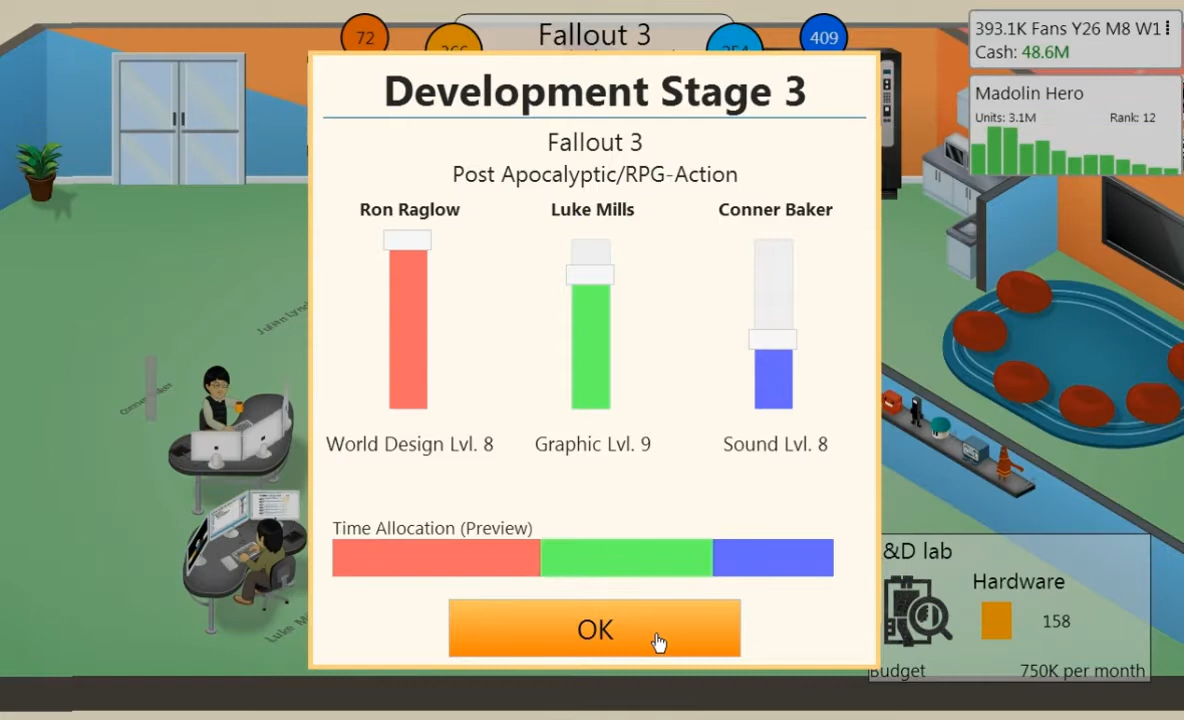 72
266
Fallout 3
254
409
393.1K Fans Y26 M8 W1
Cash: 48.6M
Madolin Hero
Units: 3.1M
Rank: 12
Development Stage 3
Fallout 3
Post Apocalyptic/RPG-Action
Ron Raglow
Luke Mills
Conner Baker
World Design Lvl. 8
Graphic Lvl. 9
Sound Lvl. 8
Time Allocation (Preview)
OK
&D lab
Hardware
158
Budget
750K per month